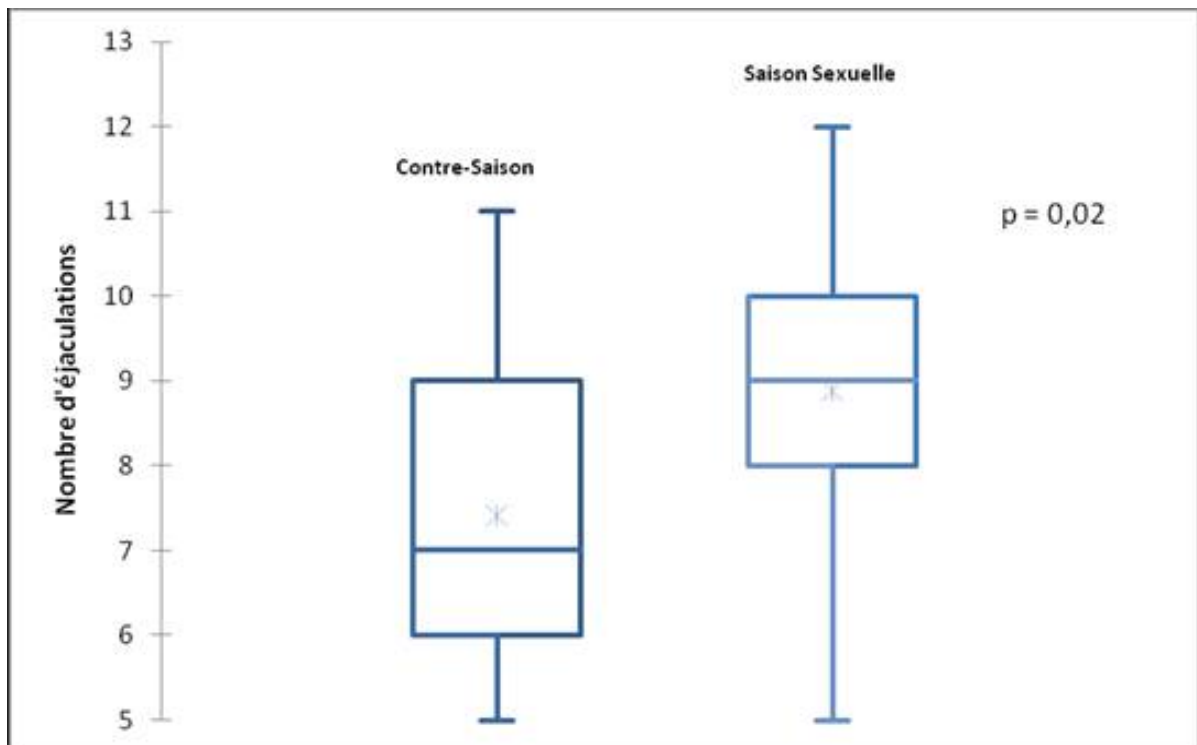 13
Saison Sexuelle
12
Contre-Saison
11
p = 0,02
10
9
8
7
6
5
Nombre d'éjaculations